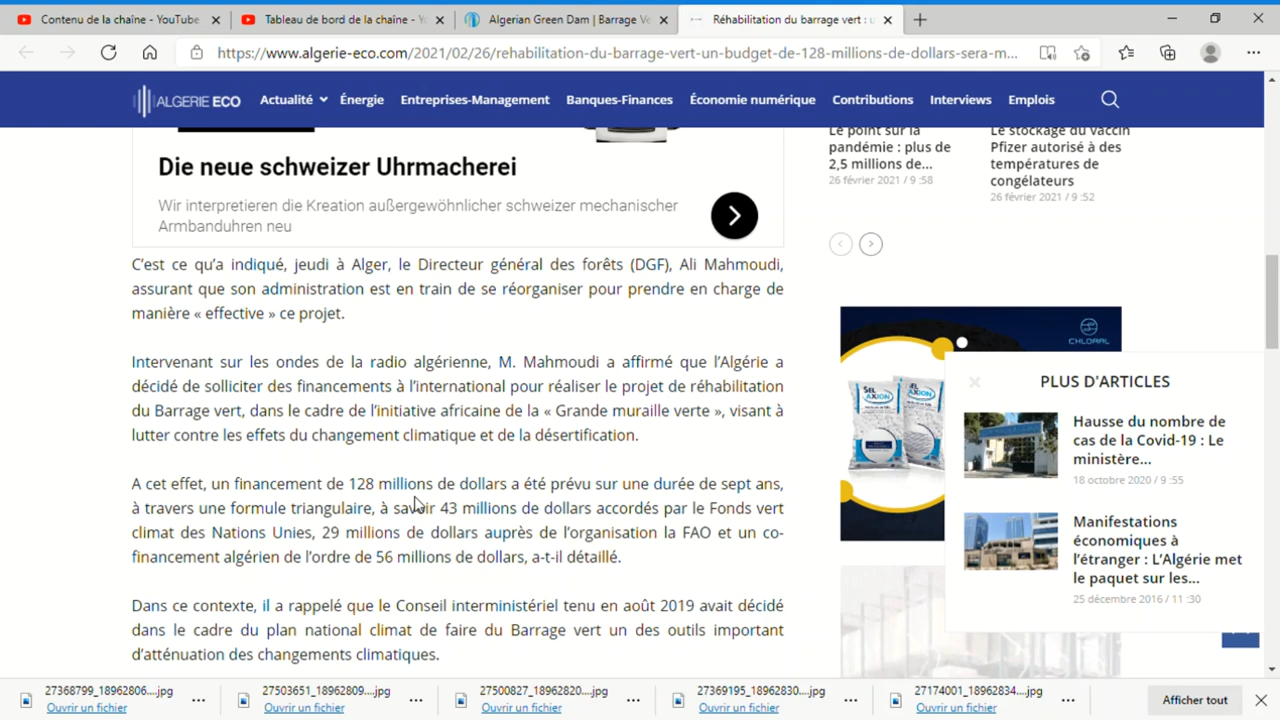 Contenu de la chaîne - YouTube
Tableau de bord de la chaîne - Y
Algerian Green Dam | Barrage Ve
Réhabilitation du barrage vert : u
https://www.algerie-eco.com/2021/02/26/rehabilitation-du-barrage-vert-un-budget-de-128-millions-de-dollars-sera-m...
ALGERIE ECO
Actualité
Énergie
Entreprises-Management
Banques-Finances
Économie numérique
Contributions
Interviews
Emplois
Die neue schweizer Uhrmacherei
Wir interpretieren die Kreation außergewöhnlicher schweizer mechanischer
Armbanduhren neu
C'est ce qu'a indiqué, jeudi à Alger, le Directeur général des forêts (DGF), Ali Mahmoudi,
assurant que son administration est en train de se réorganiser pour prendre en charge de
manière « effective » ce projet.
Intervenant sur les ondes de la radio algérienne, M. Mahmoudi a affirmé que l'Algérie a
décidé de solliciter des financements à l'international pour réaliser le projet de réhabilitation
du Barrage vert, dans le cadre de l'initiative africaine de la « Grande muraille verte », visant à
lutter contre les effets du changement climatique et de la désertification.
A cet effet, un financement de 128 millions de dollars a été prévu sur une durée de sept ans,
à travers une formule triangulaire, à savoir 43 millions de dollars accordés par le Fonds vert
climat des Nations Unies, 29 millions de dollars auprès de l'organisation la FAO et un co-
financement algérien de l'ordre de 56 millions de dollars, a-t-il détaillé.
Dans ce contexte, il a rappelé que le Conseil interministériel tenu en août 2019 avait décidé
dans le cadre du plan national climat de faire du Barrage vert un des outils important
d'atténuation des changements climatiques.
Le point sur la
pandémie : plus de
2,5 millions de...
26 février 2021 / 9 :58
Le stockage du vaccin
Pfizer autorisé à des
températures de
congélateurs
26 février 2021 / 9 :52
CHLORAL
SEL
AXION
PLUS D'ARTICLES
Hausse du nombre de
cas de la Covid-19 : Le
ministère...
18 octobre 2020 / 9 :55
Manifestations
économiques à
l'étranger : L'Algérie met
le paquet sur les...
25 décembre 2016 / 11 :30
27368799_18962806....jpg
Ouvrir un fichier
27503651_18962809....jpg
Ouvrir un fichier
27500827_18962820....jpg
Ouvrir un fichier
27369195_18962830....jpg
Ouvrir un fichier
27174001_18962834....jpg
Ouvrir un fichier
Afficher tout